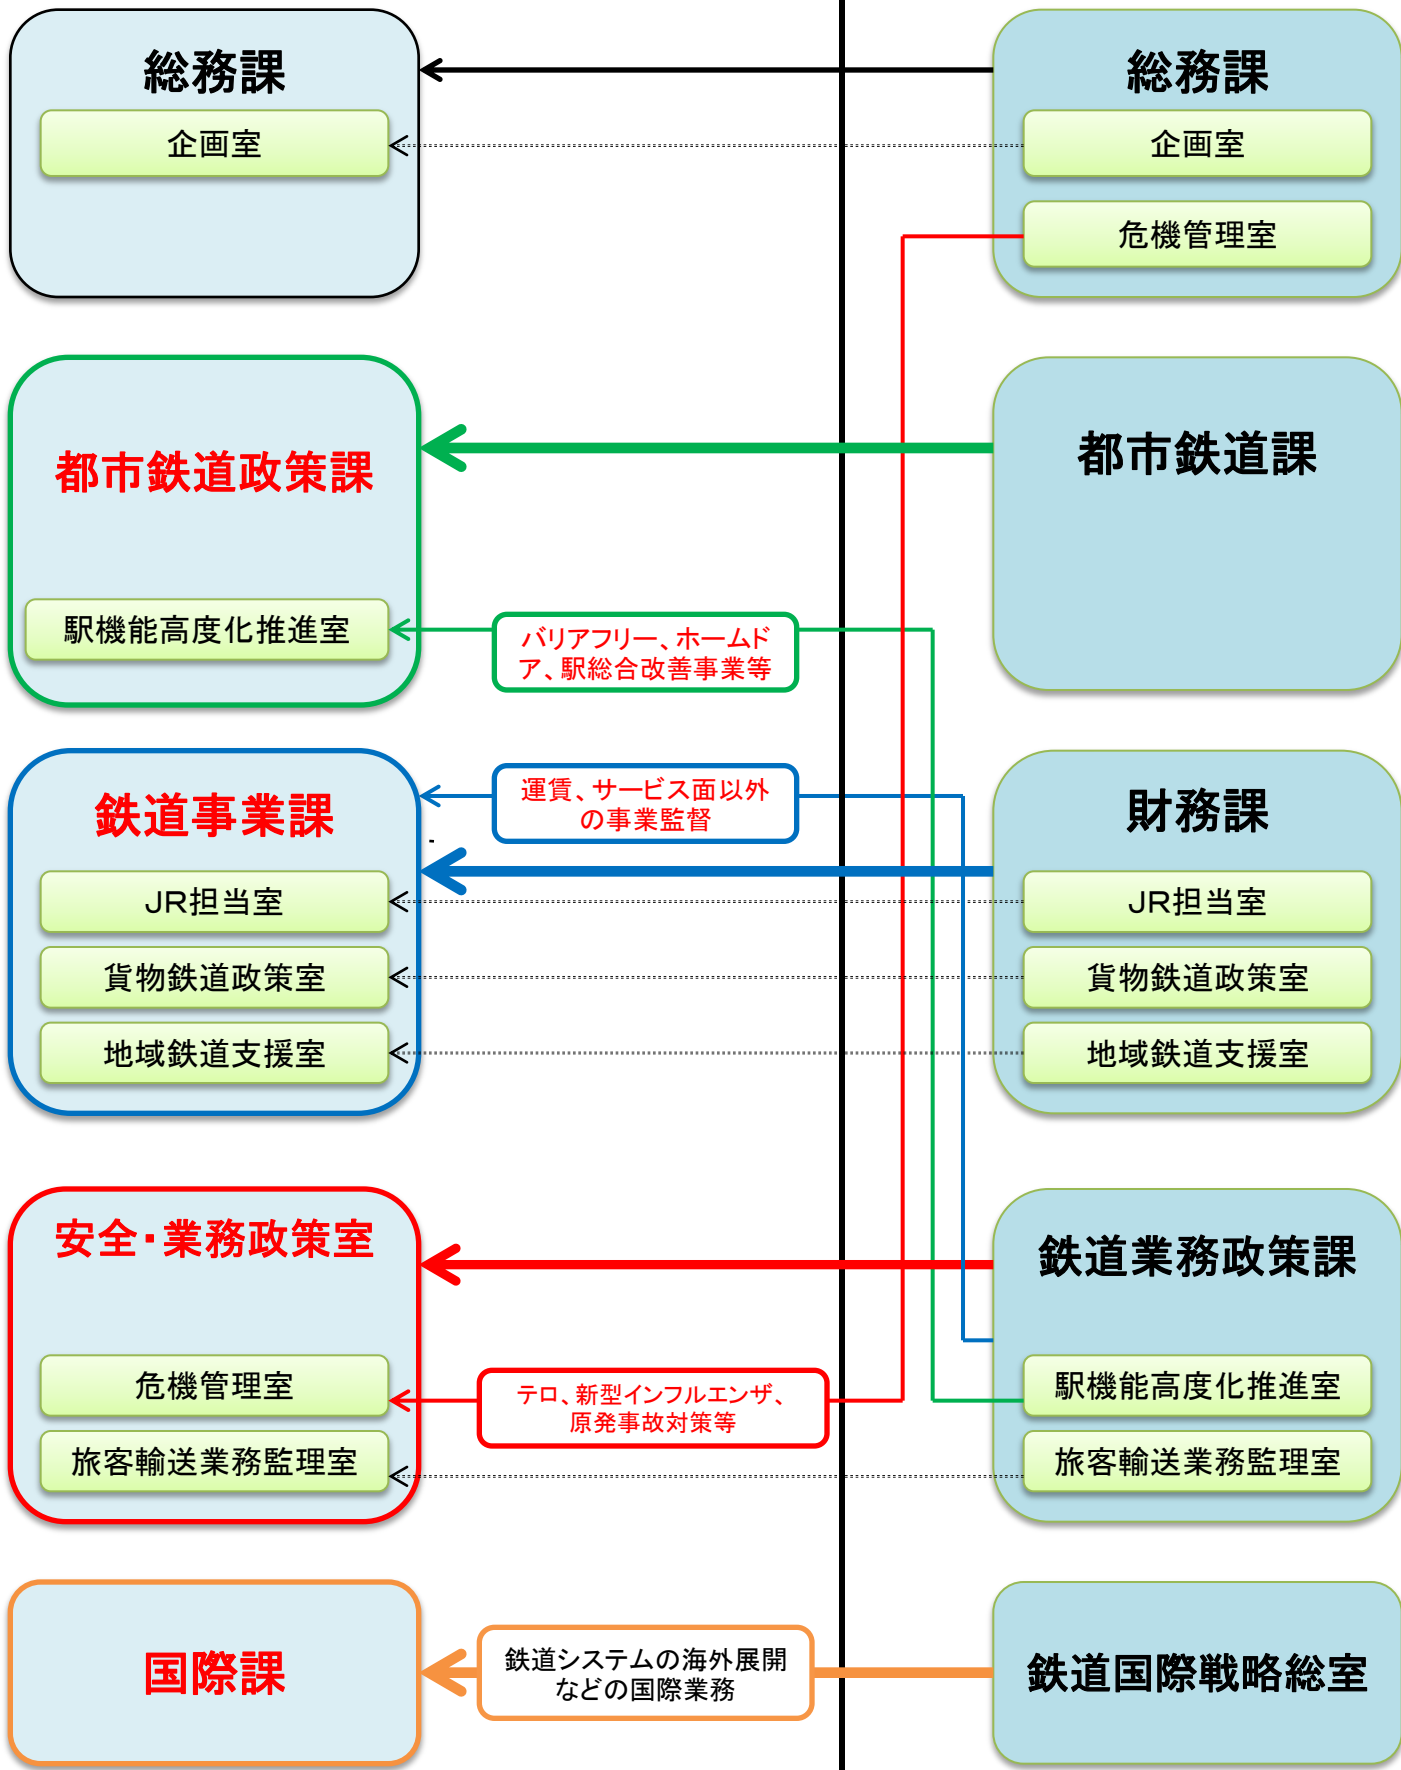 総務課
企画室
総務課
企画室
危機管理室
都市鉄道政策課
駅機能高度化推進室
バリアフリー、ホームド
ア、駅総合改善事業等
都市鉄道課
鉄道事業課
JR担当室
貨物鉄道政策室
地域鉄道支援室
運賃、サービス面以外
の事業監督
財務課
JR担当室
貨物鉄道政策室
地域鉄道支援室
安全・業務政策室
危機管理室
旅客輸送業務監理室
テロ、新型インフルエンザ、
原発事故対策等
鉄道業務政策課
駅機能高度化推進室
旅客輸送業務監理室
国際課
鉄道システムの海外展開
などの国際業務
鉄道国際戦略総室